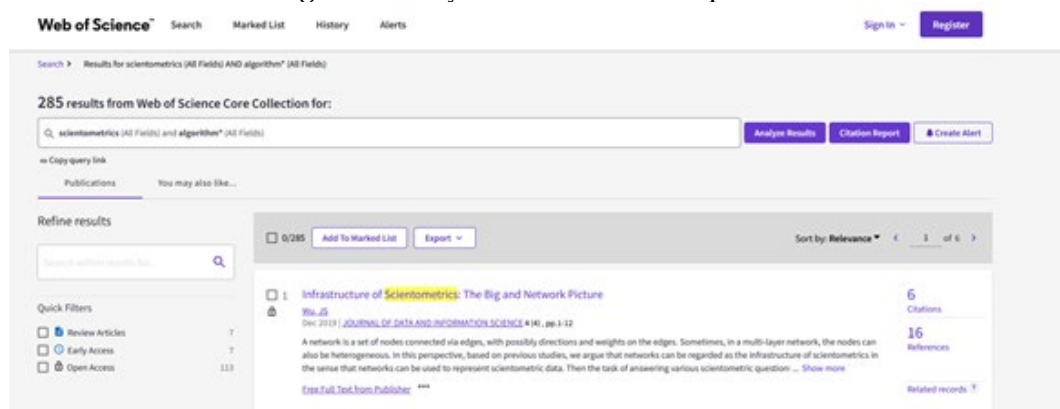 Web of Science™ Search Marked List History Alerts Sign In Register
Search > Results for scientometrics (All Fields) AND algorithm* (All Fields)
285 results from Web of Science Core Collection for:
scientometrics (All Fields) and algorithm* (All Fields) Analyze Results Citation Report Create Alert
Copy query link
Publications You may also like...
Refine results
0/285 Add To Marked List Export Sort by: Relevance < 1 of 6 >
Search within results for...
1 Infrastructure of Scientometrics: The Big and Network Picture 6
Quick Filters Wu, JS Citations
Dec 2019 | JOURNAL OF DATA AND INFORMATION SCIENCE 4 (4), pp.1-12
Review Articles 7 16
A network is a set of nodes connected via edges, with possibly directions and weights on the edges. Sometimes, in a multi-layer network, the nodes can References
Early Access 7 also be heterogeneous. In this perspective, based on previous studies, we argue that networks can be regarded as the infrastructure of scientometrics in
Open Access 113 the sense that networks can be used to represent scientometric data. Then the task of answering various scientometric question ... Show more
Free Full Text from Publisher ••• Related records ?